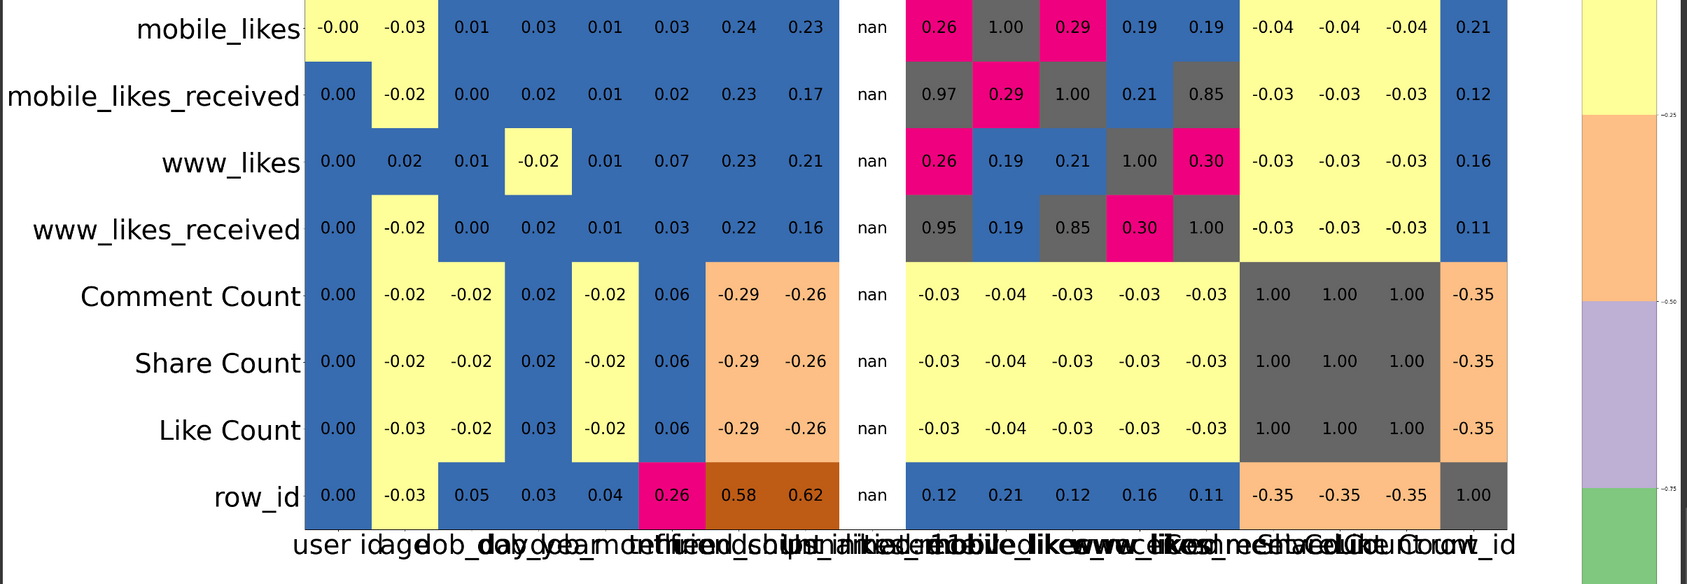 mobile_likes -0.00 -0.03 0.01 0.03 0.01 0.03 0.24 0.23 nan 0.26 1.00 0.29 0.19 0.19 -0.04 -0.04 -0.04 0.21
mobile_likes_received 0.00 -0.02 0.00 0.02 0.01 0.02 0.23 0.17 nan 0.97 0.29 1.00 0.21 0.85 -0.03 -0.03 -0.03 0.12
-0.25
www_likes 0.00 0.02 0.01 -0.02 0.01 0.07 0.23 0.21 nan 0.26 0.19 0.21 1.00 0.30 -0.03 -0.03 -0.03 0.16
www_likes_received 0.00 -0.02 0.00 0.02 0.01 0.03 0.22 0.16 nan 0.95 0.19 0.85 0.30 1.00 -0.03 -0.03 -0.03 0.11
Comment Count 0.00 -0.02 -0.02 0.02 -0.02 0.06 -0.29 -0.26 nan -0.03 -0.04 -0.03 -0.03 -0.03 1.00 1.00 1.00 -0.35
-0.50
Share Count 0.00 -0.02 -0.02 0.02 -0.02 0.06 -0.29 -0.26 nan -0.03 -0.04 -0.03 -0.03 -0.03 1.00 1.00 1.00 -0.35
Like Count 0.00 -0.03 -0.02 0.03 -0.02 0.06 -0.29 -0.26 nan -0.03 -0.04 -0.03 -0.03 -0.03 1.00 1.00 1.00 -0.35
-0.75
row_id 0.00 -0.03 0.05 0.03 0.04 0.26 0.58 0.62 nan 0.12 0.21 0.12 0.16 0.11 -0.35 -0.35 -0.35 1.00
user id age row_id